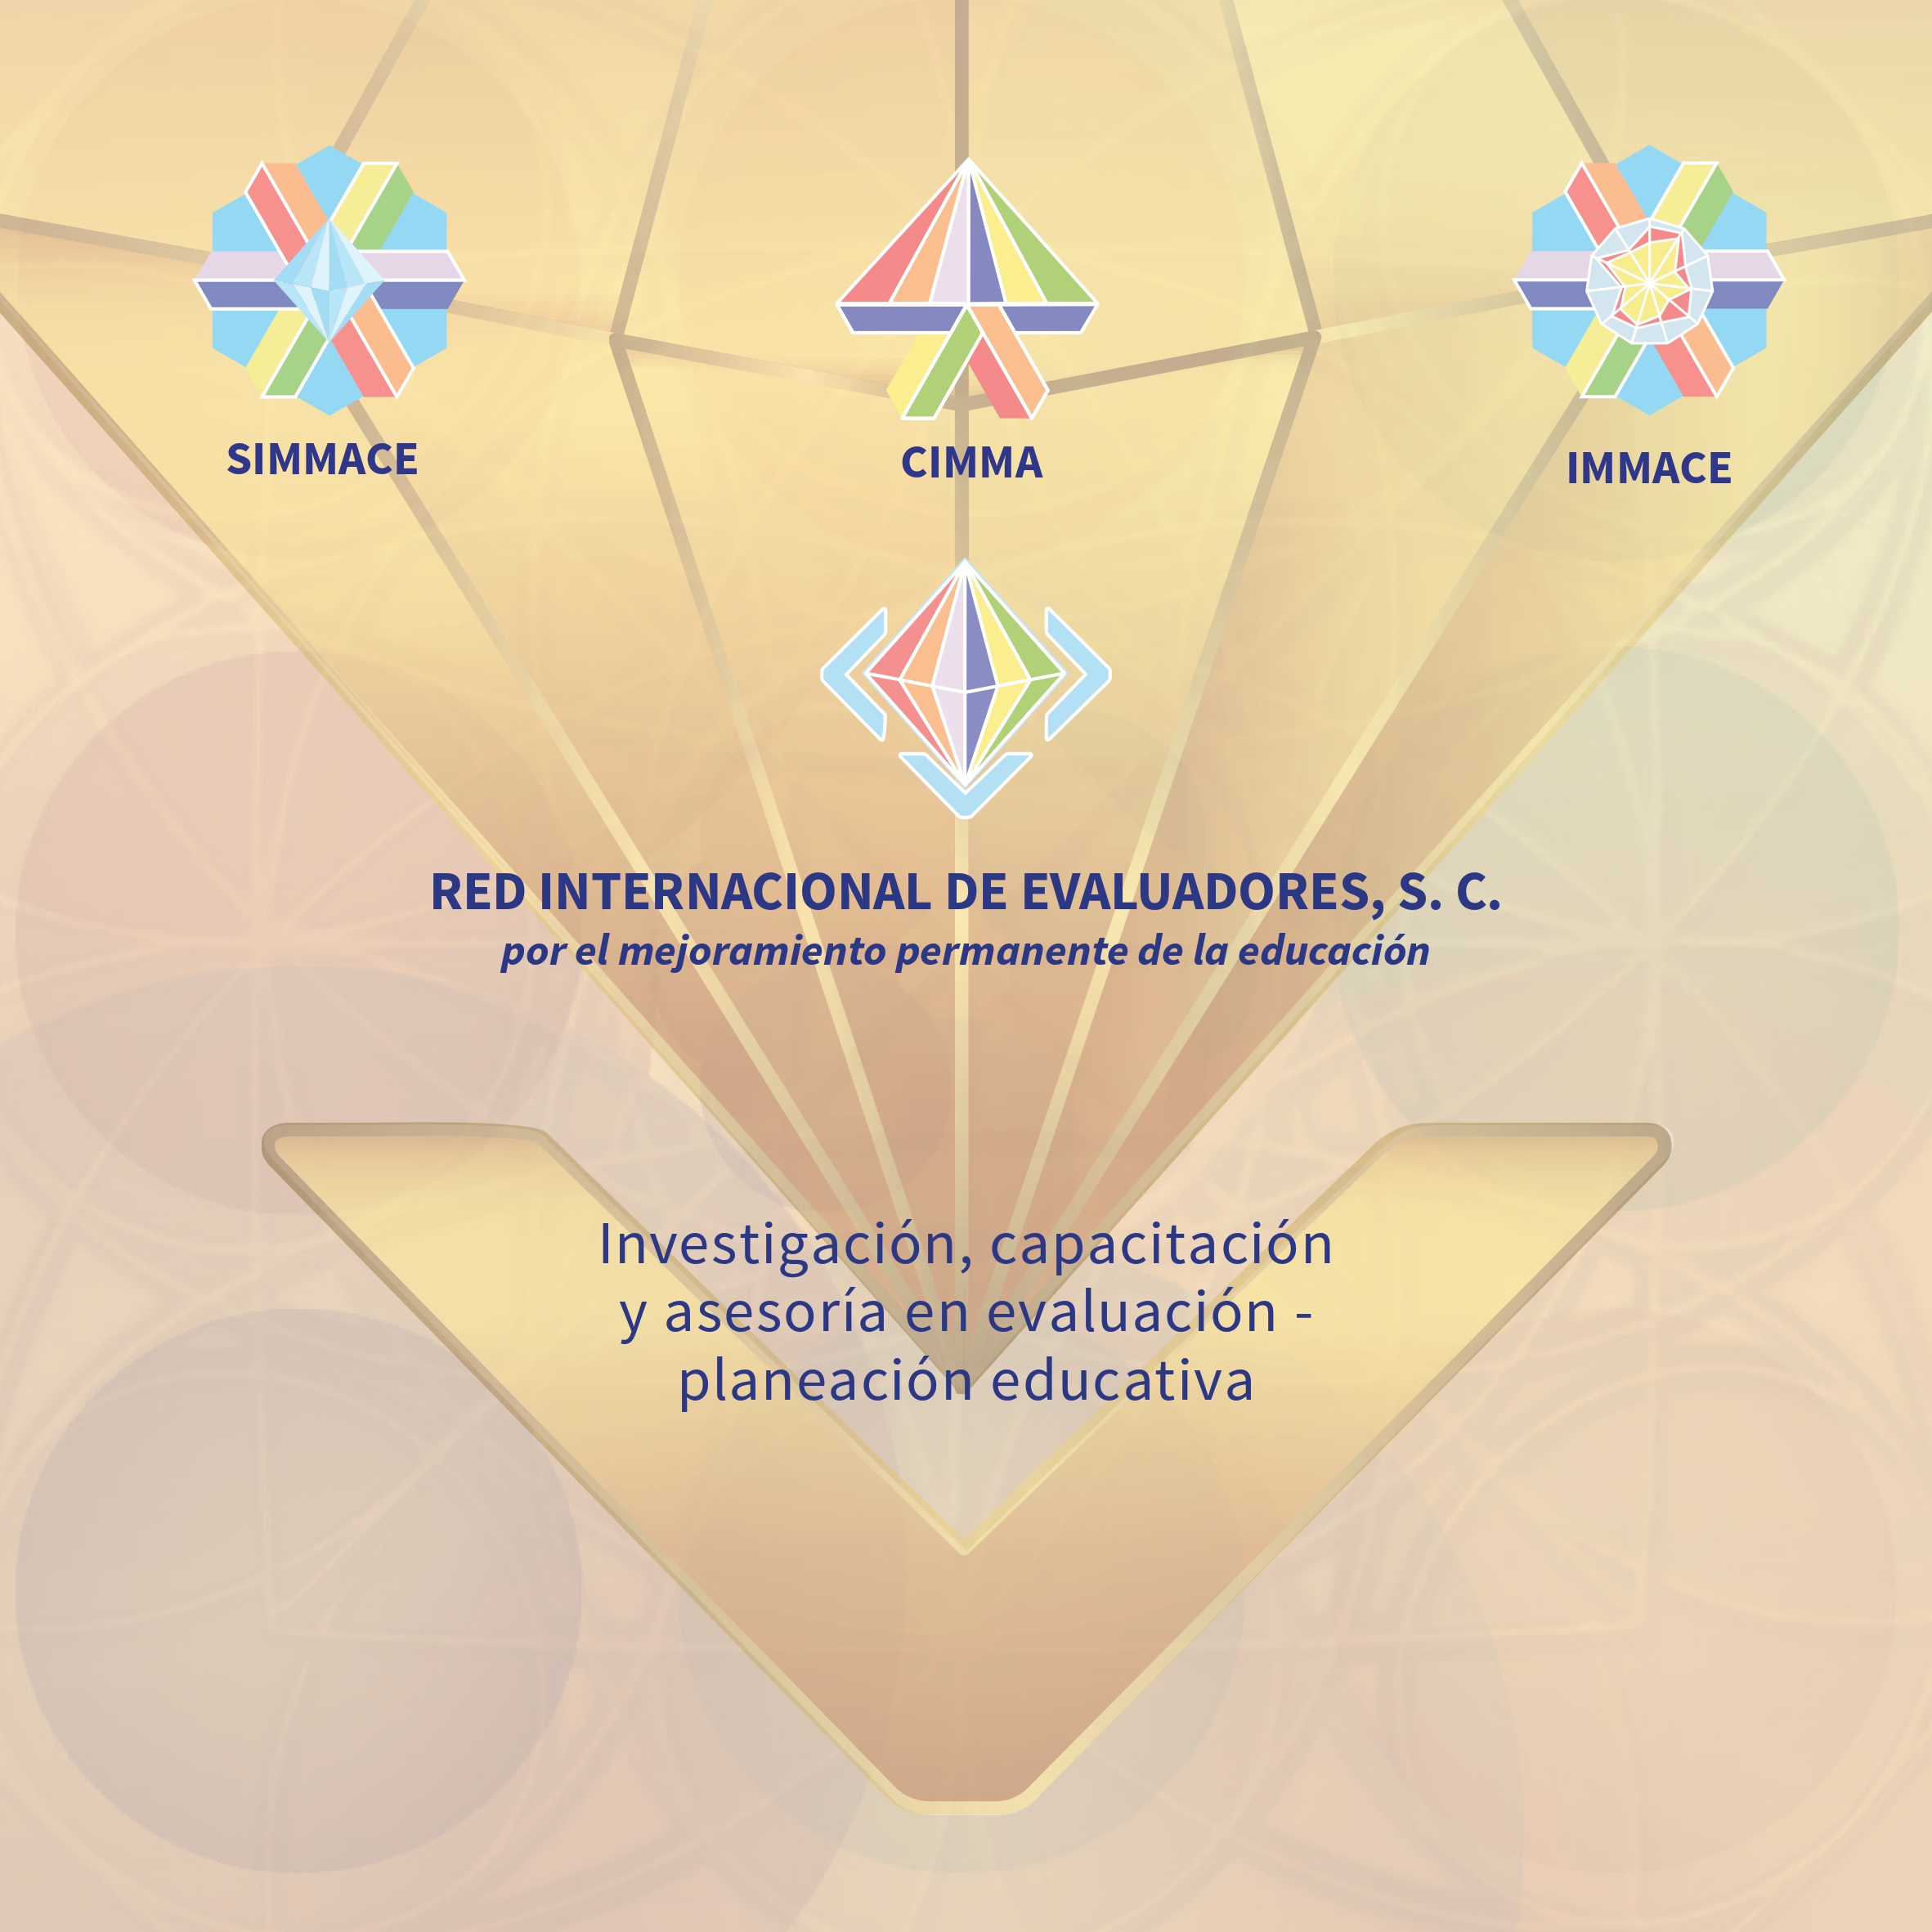 SIMMACE
CIMMA
IMMACE
RED INTERNACIONAL DE EVALUADORES, S. C.
por el mejoramiento permanente de la educación
Investigación, capacitación
y asesoría en evaluación -
planeación educativa